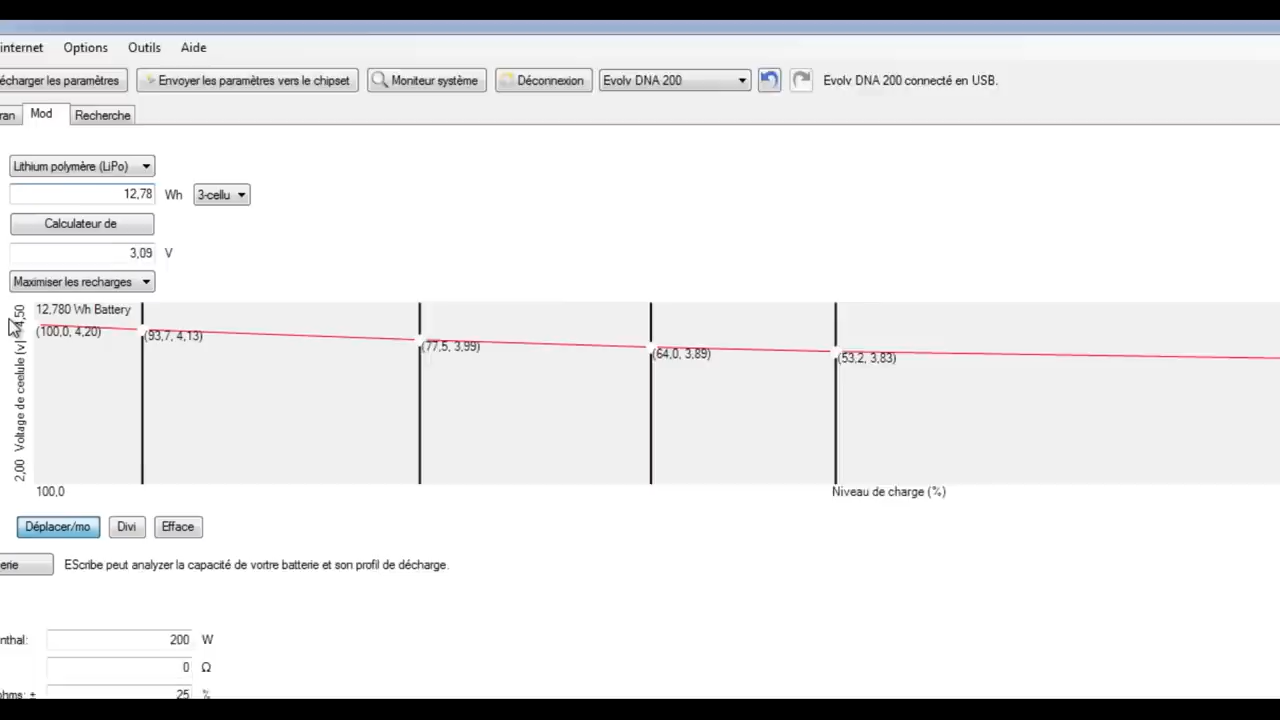 internet Options Outils Aide
écharger les paramètres Envoyer les paramètres vers le chipset Moniteur système Déconnexion Evolv DNA 200 Evolv DNA 200 connecté en USB.
ran Mod Recherche
Lithium polymère (LiPo)
12,78 Wh 3-cellu
Calculateur de
3,09 V
Maximiser les recharges
12,780 Wh Battery
(100,0, 4,20) (93,7, 4,13) (77,5, 3,99) (64,0, 3,89) (53,2, 3,83)
2,00 Voltage de ceelule (v) 4,50
100,0 Niveau de charge (%)
Déplacer/mo Divi Efface
erie EScribe peut analyzer la capacité de vortre batterie et son profil de décharge.
nthal: 200 W
0 Ω
ohms: ± 25 %